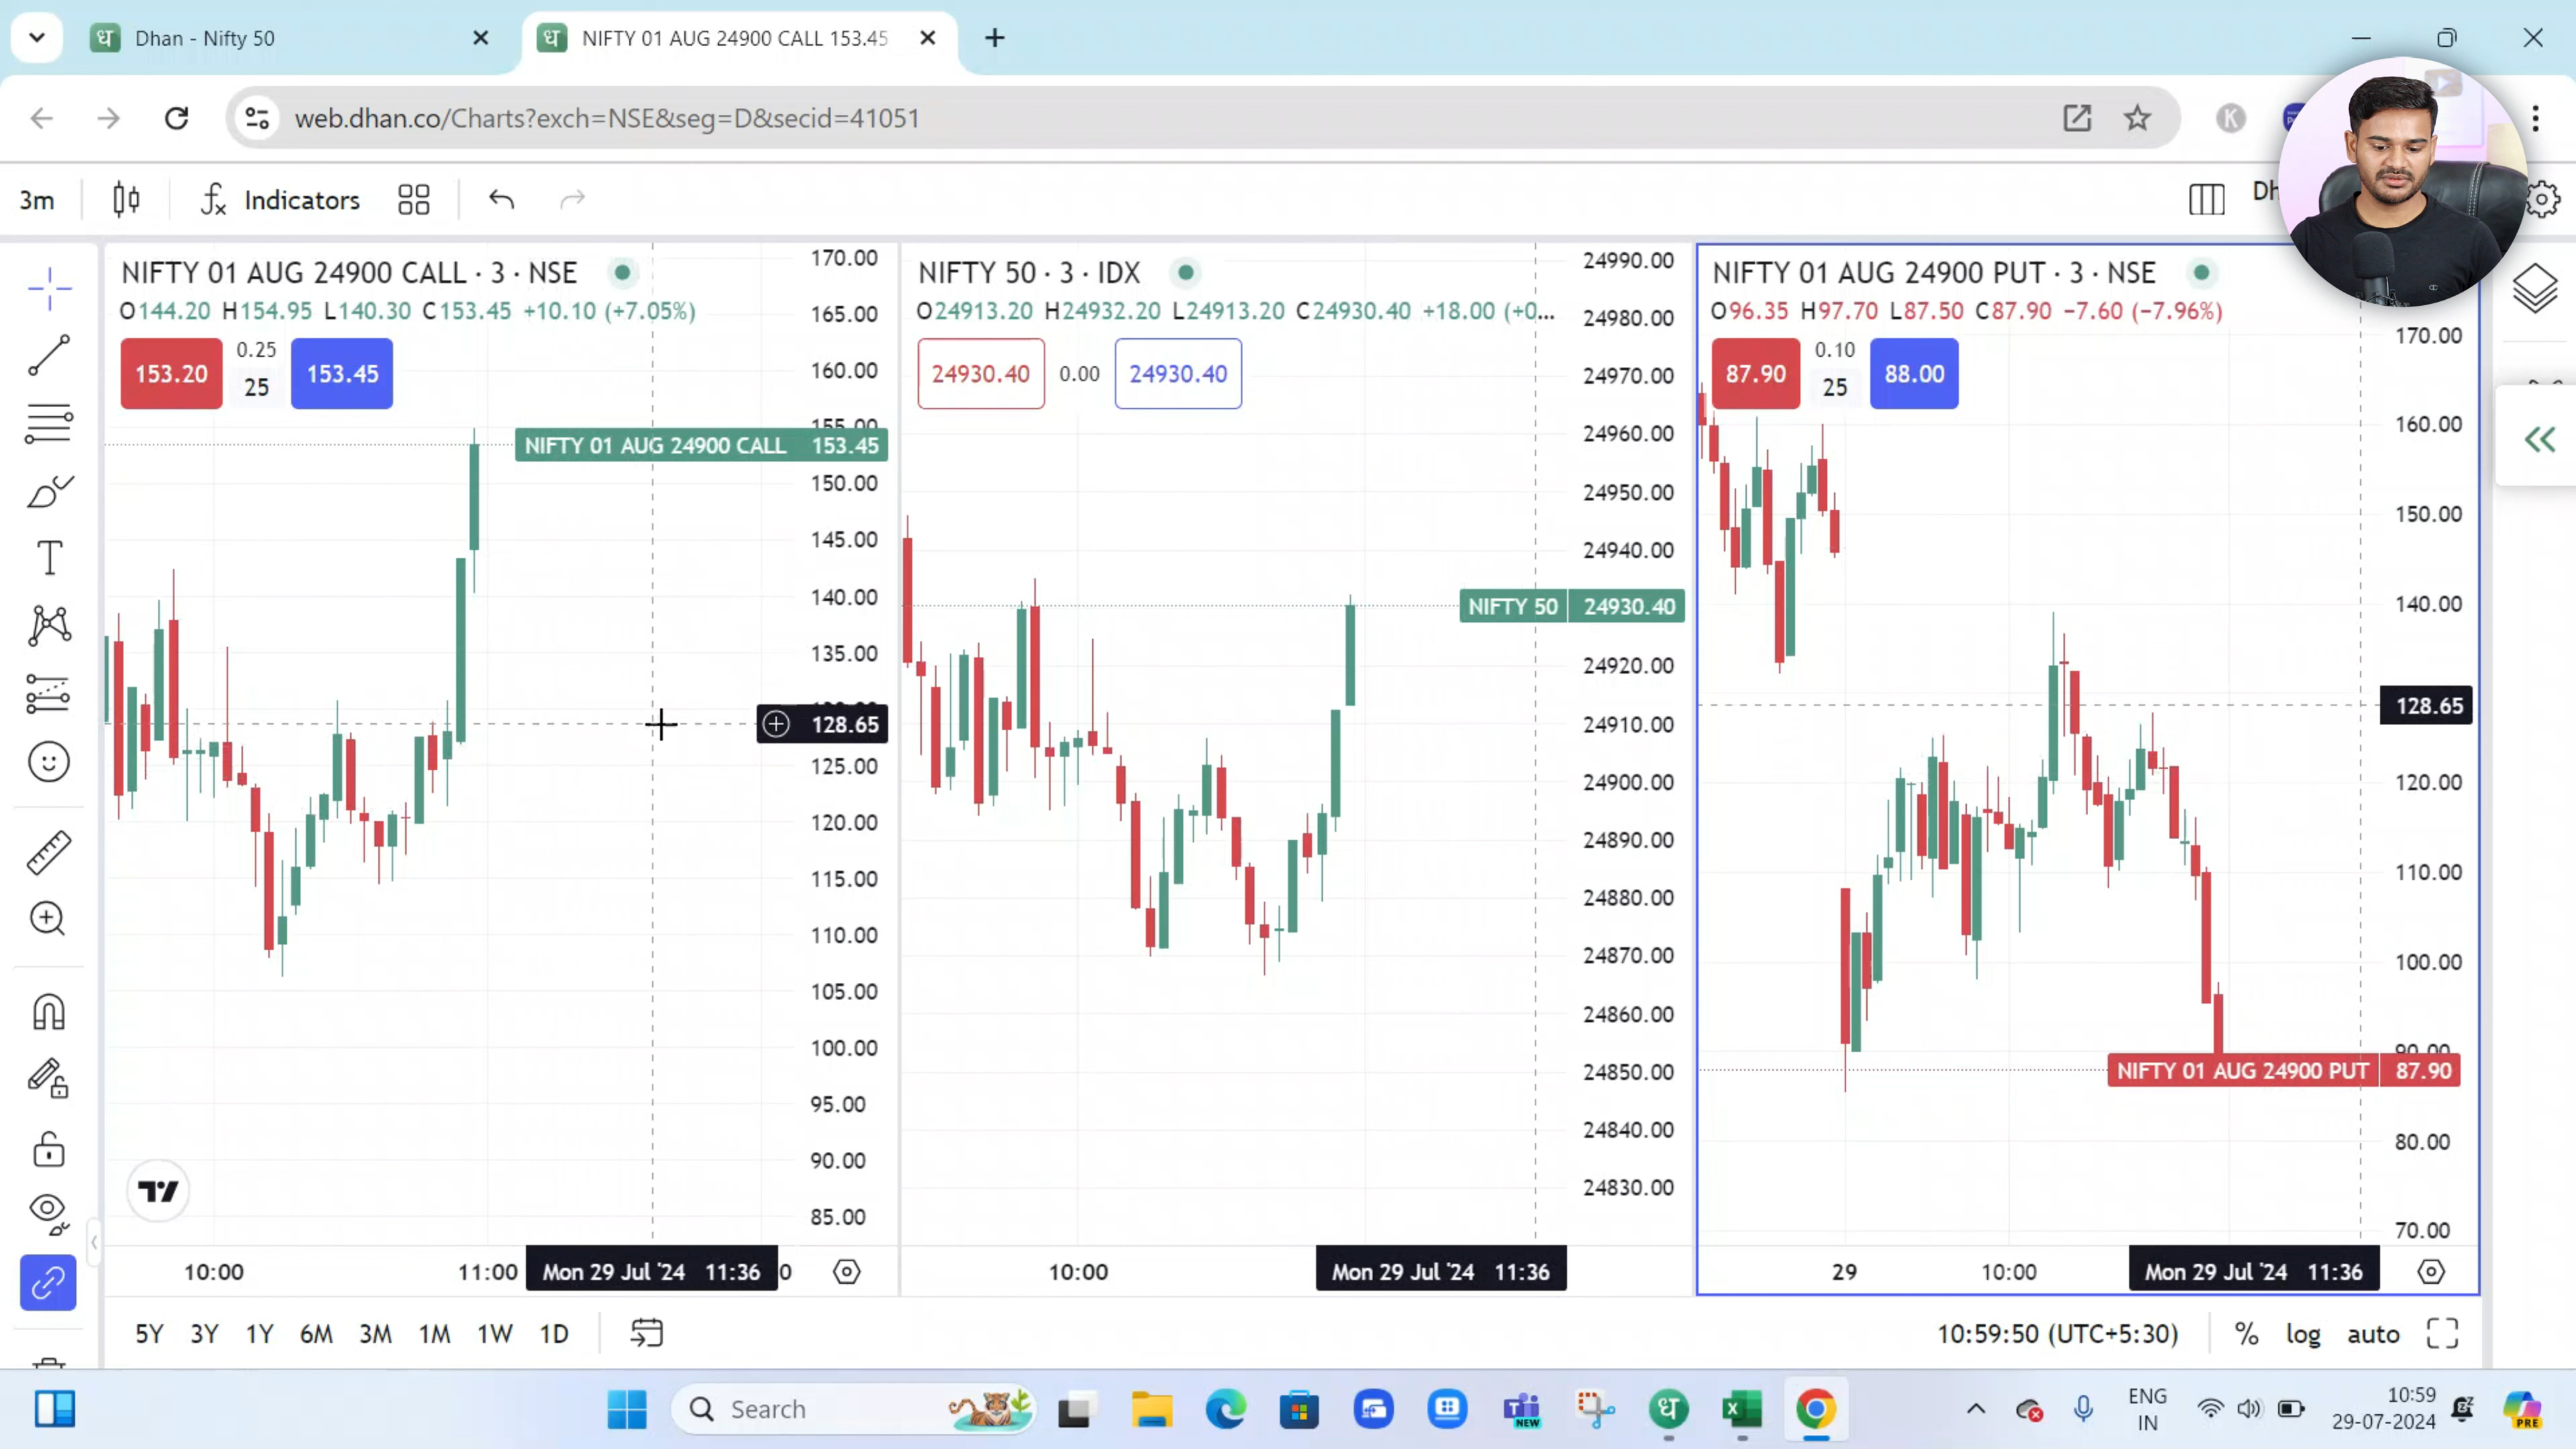 ध Dhan - Nifty 50
ध NIFTY 01 AUG 24900 CALL 153.45
web.dhan.co/Charts?exch=NSE&seg=D&secid=41051
K
3m Indicators
Dh
NIFTY 01 AUG 24900 CALL · 3 · NSE
O144.20 H154.95 L140.30 C153.45 +10.10 (+7.05%)
153.20 0.25 25 153.45
170.00
165.00
160.00
155.00
NIFTY 01 AUG 24900 CALL 153.45
150.00
145.00
140.00
135.00
128.65
125.00
120.00
115.00
110.00
105.00
100.00
95.00
90.00
85.00
10:00 11:00 Mon 29 Jul '24 11:36 0
NIFTY 50 · 3 · IDX
O24913.20 H24932.20 L24913.20 C24930.40 +18.00 (+0...
24930.40 0.00 24930.40
24990.00
24980.00
24970.00
24960.00
24950.00
24940.00
NIFTY 50 24930.40
24920.00
24910.00
24900.00
24890.00
24880.00
24870.00
24860.00
24850.00
24840.00
24830.00
10:00 Mon 29 Jul '24 11:36
NIFTY 01 AUG 24900 PUT · 3 · NSE
O96.35 H97.70 L87.50 C87.90 −7.60 (−7.96%)
87.90 0.10 25 88.00
170.00
160.00
150.00
140.00
128.65
120.00
110.00
100.00
90.00
NIFTY 01 AUG 24900 PUT 87.90
80.00
70.00
29 10:00 Mon 29 Jul '24 11:36
5Y 3Y 1Y 6M 3M 1M 1W 1D
10:59:50 (UTC+5:30) % log auto
Search
NEW
ध
ENG
IN
10:59
29-07-2024
PRE